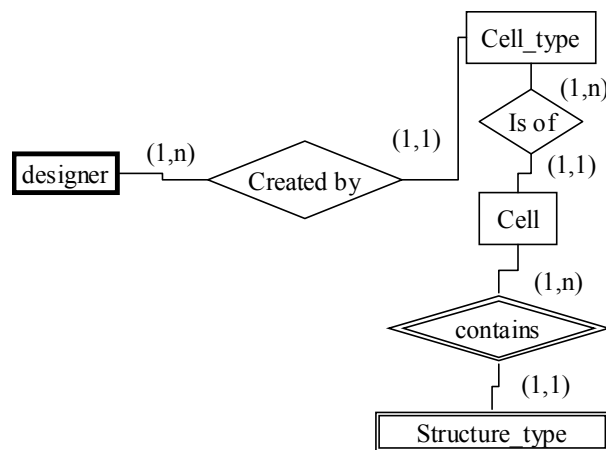 Cell_type
(1,n)
Is of
(1,n)
(1,1)
(1,1)
designer
Created by
Cell
(1,n)
contains
(1,1)
Structure_type